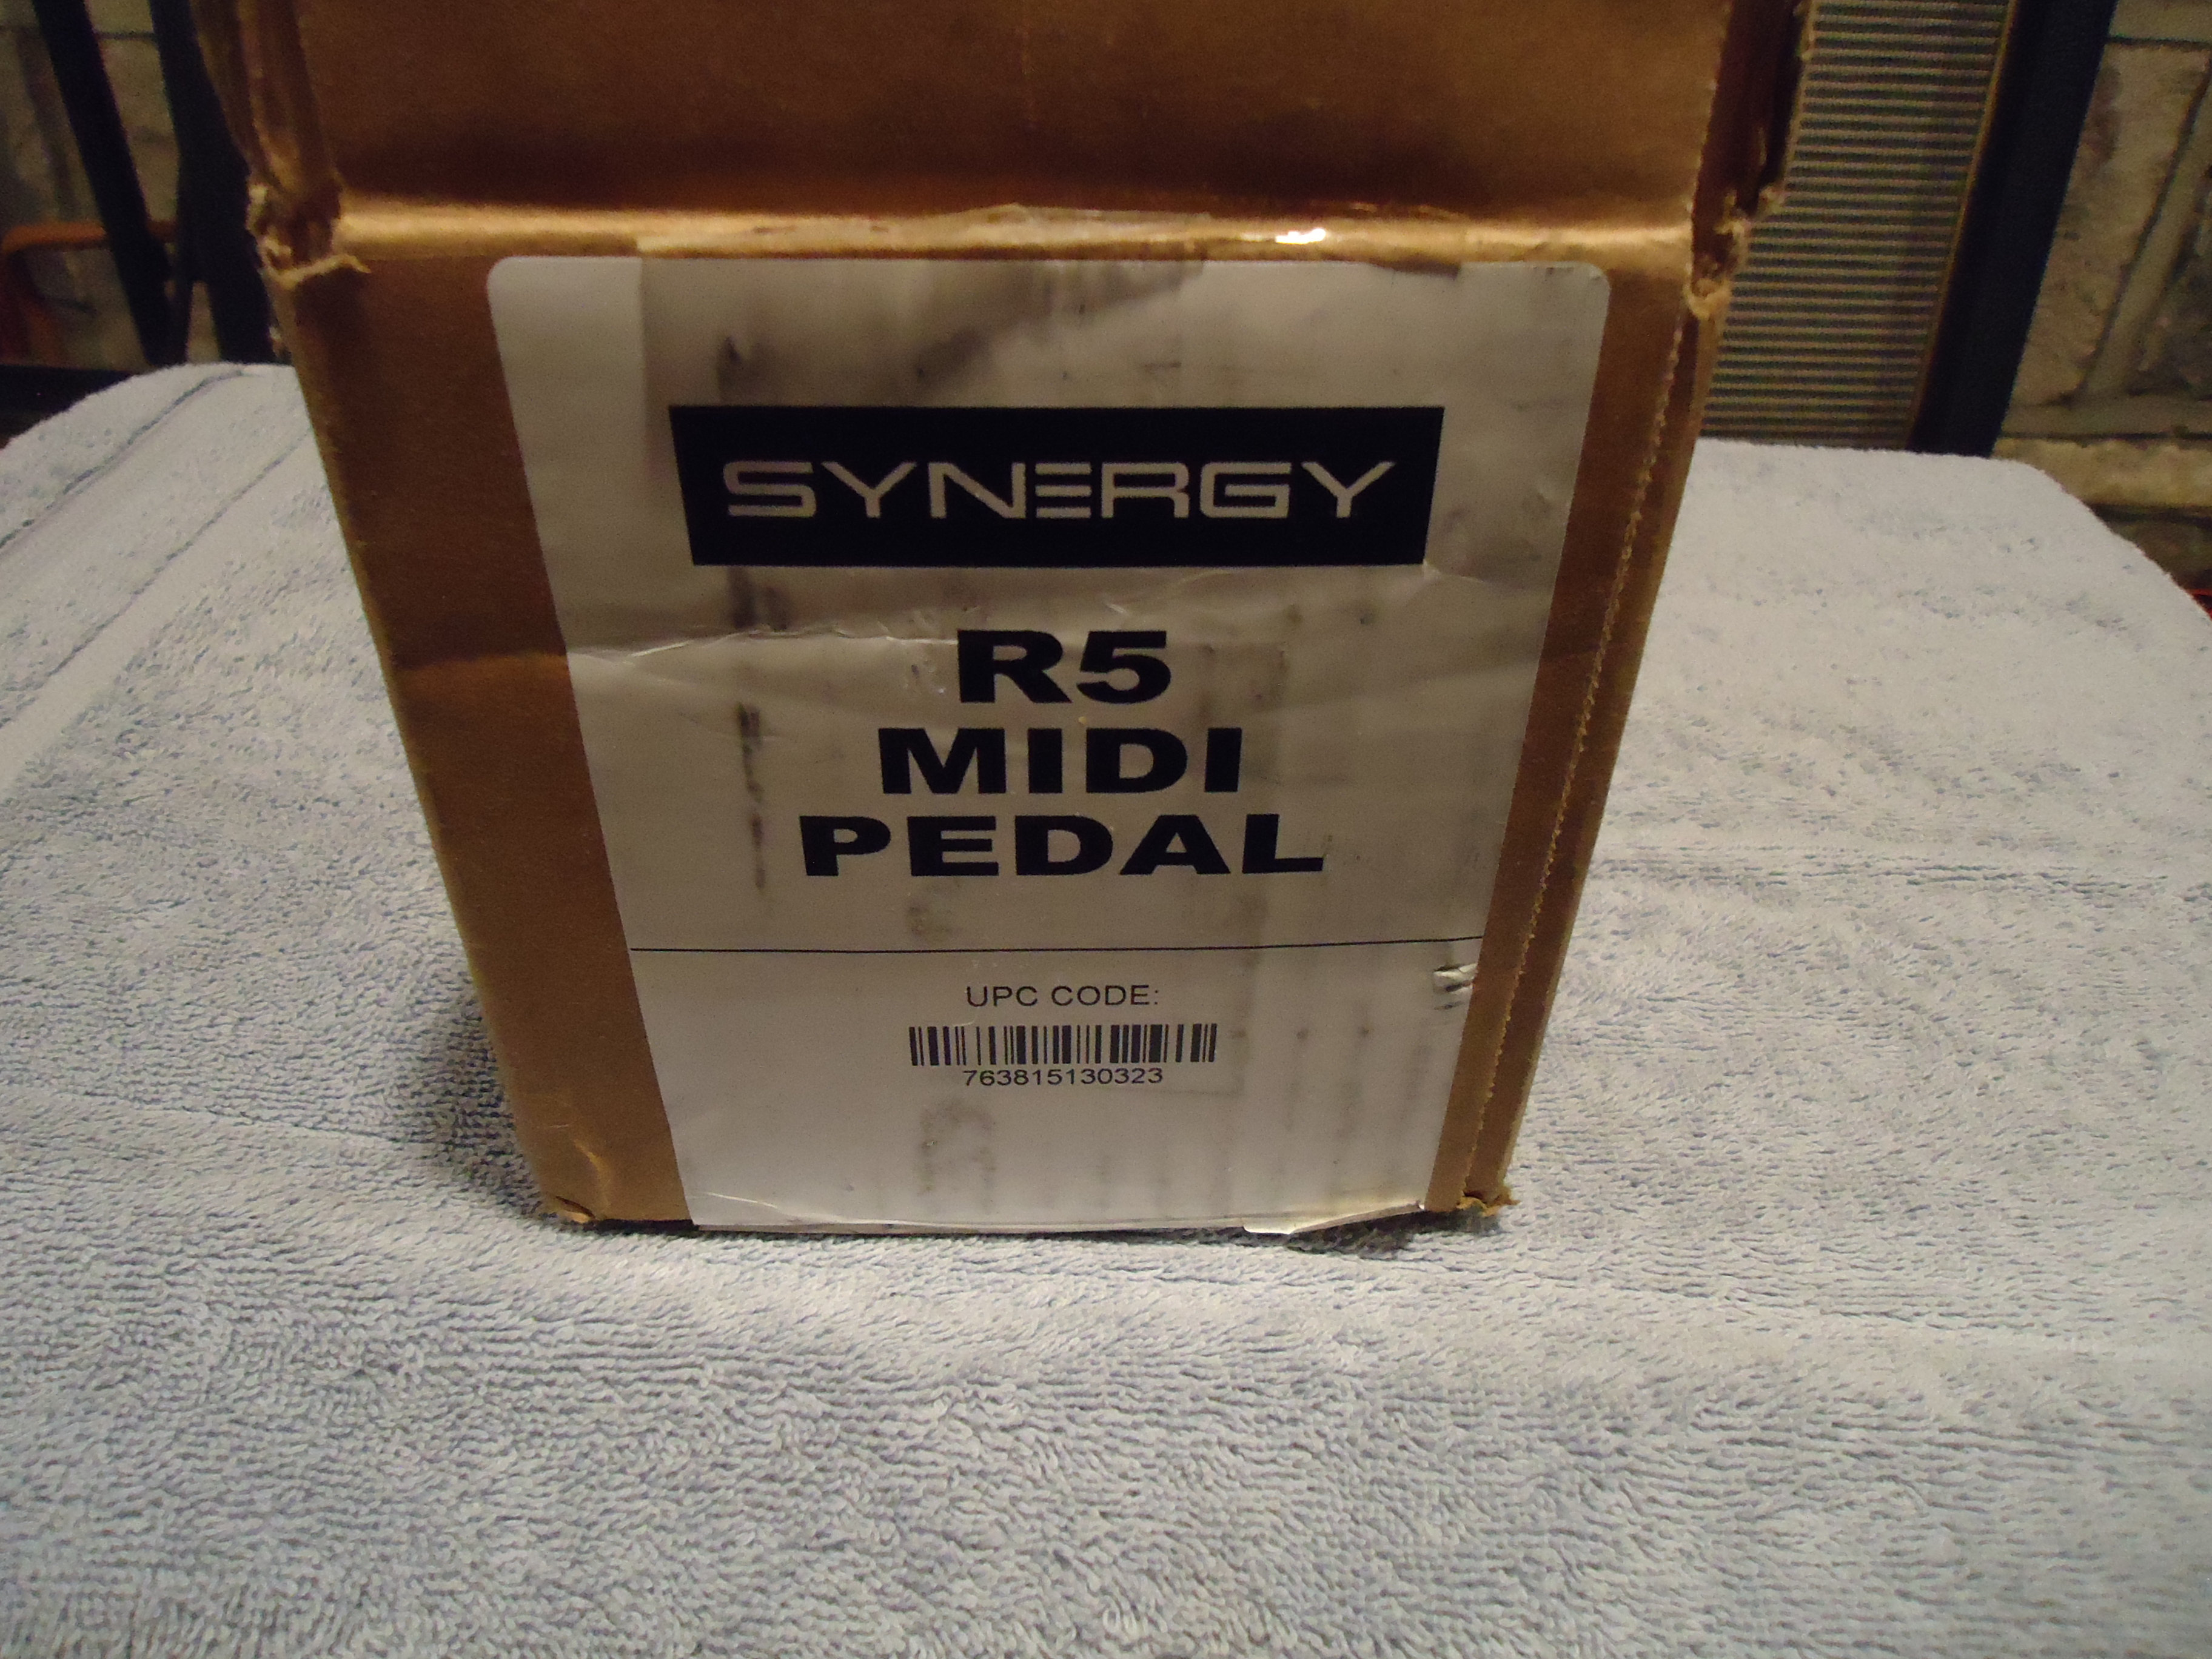 SYNERGY
R5
MIDI
PEDAL
UPC CODE:
763815130323